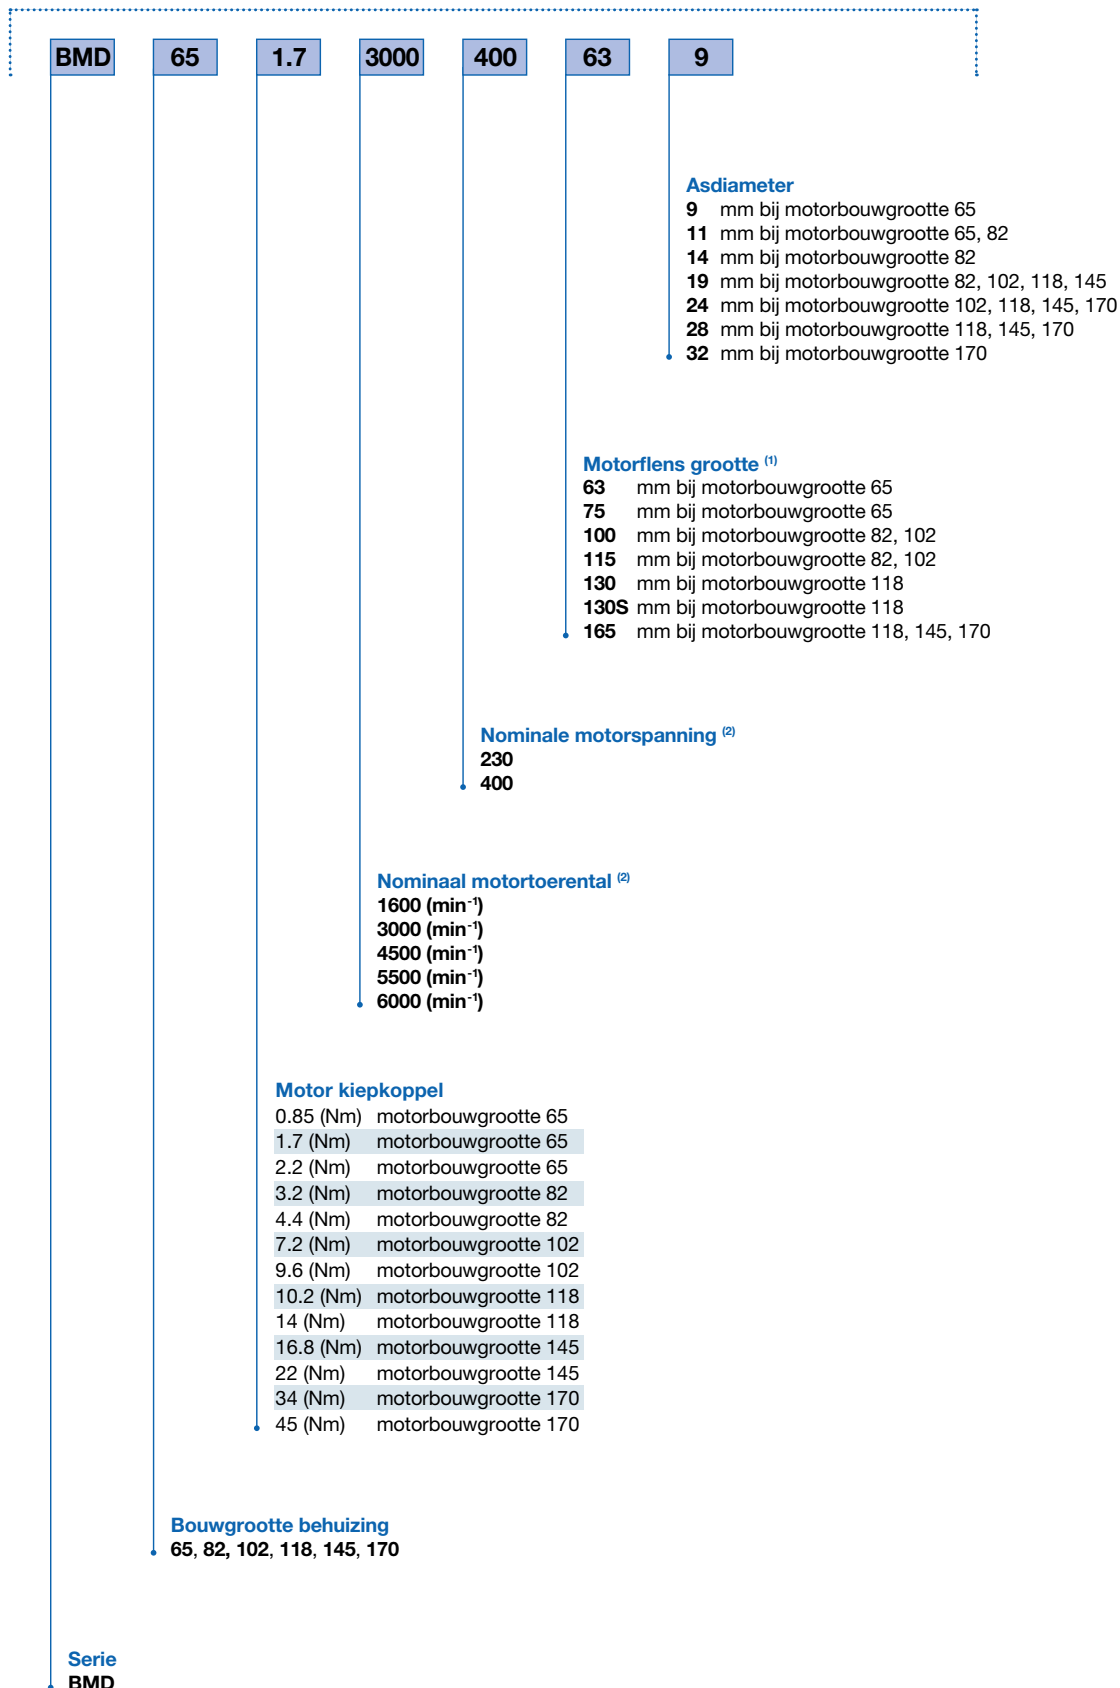 BMD 65 1.7 3000 400 63 9
Asdiameter
9 mm bij motorbouwgrootte 65
11 mm bij motorbouwgrootte 65, 82
14 mm bij motorbouwgrootte 82
19 mm bij motorbouwgrootte 82, 102, 118, 145
24 mm bij motorbouwgrootte 102, 118, 145, 170
28 mm bij motorbouwgrootte 118, 145, 170
32 mm bij motorbouwgrootte 170
Motorflens grootte (1)
63 mm bij motorbouwgrootte 65
75 mm bij motorbouwgrootte 65
100 mm bij motorbouwgrootte 82, 102
115 mm bij motorbouwgrootte 82, 102
130 mm bij motorbouwgrootte 118
130S mm bij motorbouwgrootte 118
165 mm bij motorbouwgrootte 118, 145, 170
Nominale motorspanning (2)
230
400
Nominaal motortoerental (2)
1600 (min-1)
3000 (min-1)
4500 (min-1)
5500 (min-1)
6000 (min-1)
Motor kiepkoppel
0.85 (Nm) motorbouwgrootte 65
1.7 (Nm) motorbouwgrootte 65
2.2 (Nm) motorbouwgrootte 65
3.2 (Nm) motorbouwgrootte 82
4.4 (Nm) motorbouwgrootte 82
7.2 (Nm) motorbouwgrootte 102
9.6 (Nm) motorbouwgrootte 102
10.2 (Nm) motorbouwgrootte 118
14 (Nm) motorbouwgrootte 118
16.8 (Nm) motorbouwgrootte 145
22 (Nm) motorbouwgrootte 145
34 (Nm) motorbouwgrootte 170
45 (Nm) motorbouwgrootte 170
Bouwgrootte behuizing
65, 82, 102, 118, 145, 170
Serie
BMD